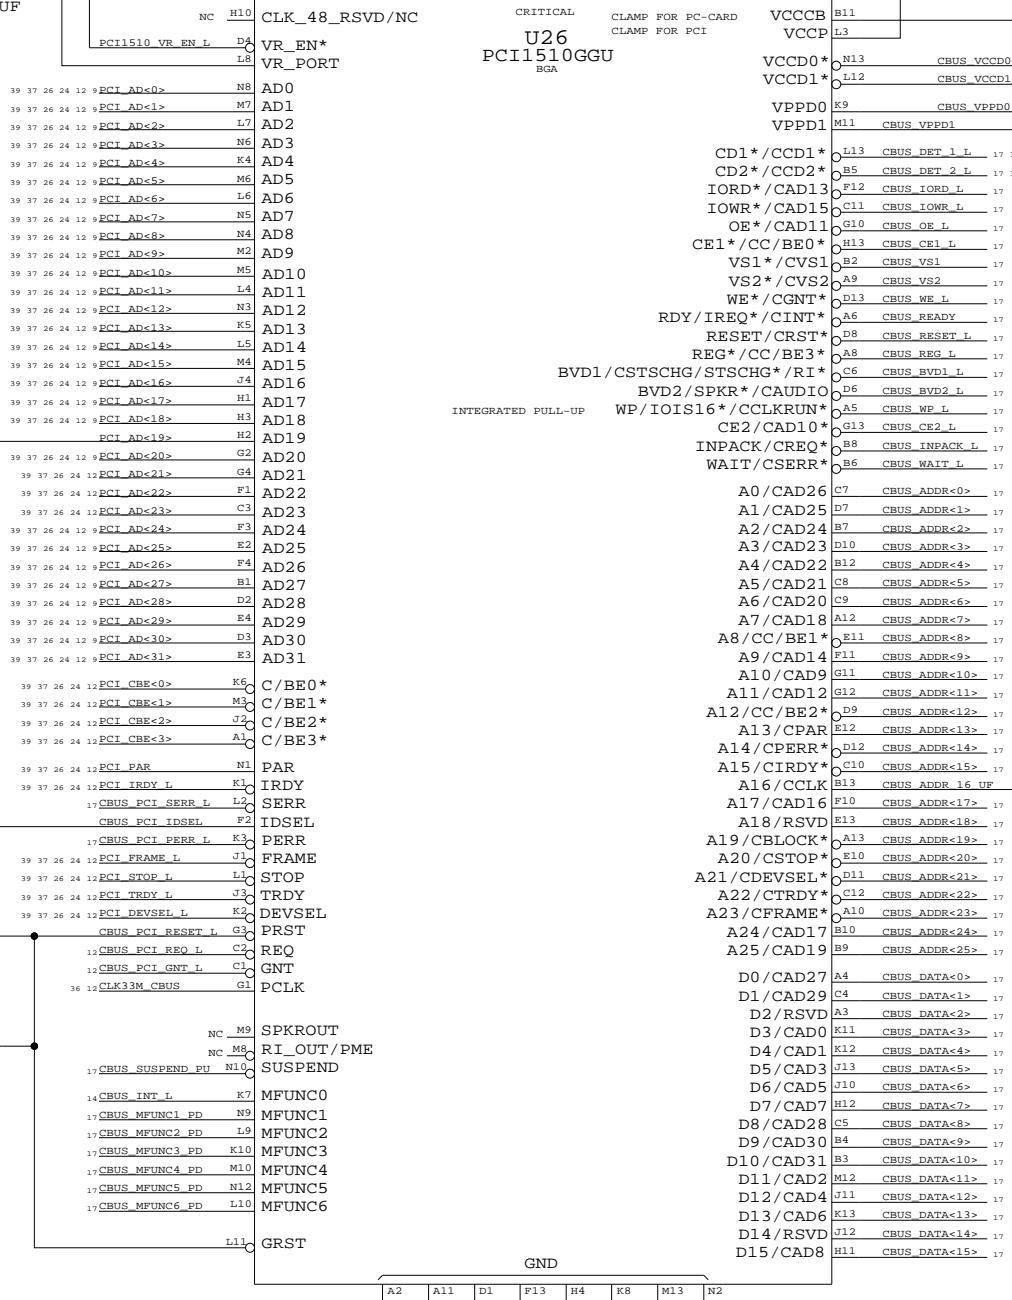 UF
CRITICAL
U26
PCI1510GGU
BGA
CLAMP FOR PC-CARD
CLAMP FOR PCI
NC H10 CLK_48_RSVD/NC
PCI1510_VR_EN_L D4 VR_EN*
L8 VR_PORT
39 37 26 24 12 9 PCI_AD<0> N8 AD0
39 37 26 24 12 9 PCI_AD<1> M7 AD1
39 37 26 24 12 9 PCI_AD<2> L7 AD2
39 37 26 24 12 9 PCI_AD<3> N6 AD3
39 37 26 24 12 9 PCI_AD<4> K4 AD4
39 37 26 24 12 9 PCI_AD<5> M6 AD5
39 37 26 24 12 9 PCI_AD<6> L6 AD6
39 37 26 24 12 9 PCI_AD<7> N5 AD7
39 37 26 24 12 9 PCI_AD<8> N4 AD8
39 37 26 24 12 9 PCI_AD<9> M2 AD9
39 37 26 24 12 9 PCI_AD<10> M5 AD10
39 37 26 24 12 9 PCI_AD<11> L4 AD11
39 37 26 24 12 9 PCI_AD<12> N3 AD12
39 37 26 24 12 9 PCI_AD<13> K5 AD13
39 37 26 24 12 9 PCI_AD<14> L5 AD14
39 37 26 24 12 9 PCI_AD<15> M4 AD15
39 37 26 24 12 9 PCI_AD<16> J4 AD16
39 37 26 24 12 9 PCI_AD<17> H1 AD17
39 37 26 24 12 9 PCI_AD<18> H3 AD18
PCI_AD<19> H2 AD19
39 37 26 24 12 9 PCI_AD<20> G2 AD20
39 37 26 24 12 PCI_AD<21> G4 AD21
39 37 26 24 12 PCI_AD<22> F1 AD22
39 26 24 12 PCI_AD<23> C3 AD23
39 37 26 24 12 9 PCI_AD<24> F3 AD24
39 37 26 24 12 9 PCI_AD<25> E2 AD25
39 37 26 24 12 9 PCI_AD<26> F4 AD26
39 37 26 24 12 9 PCI_AD<27> B1 AD27
39 37 26 24 12 9 PCI_AD<28> D2 AD28
39 37 26 24 12 9 PCI_AD<29> E4 AD29
39 37 26 24 12 9 PCI_AD<30> D3 AD30
39 37 26 24 12 9 PCI_AD<31> E3 AD31
39 37 26 24 12 PCI_CBE<0> K6 C/BE0*
39 37 26 24 12 PCI_CBE<1> M3 C/BE1*
39 37 26 24 12 PCI_CBE<2> J2 C/BE2*
39 37 26 24 12 PCI_CBE<3> A1 C/BE3*
39 37 26 24 12 PCI_PAR N1 PAR
39 37 26 24 12 PCI_IRDY_L K1 IRDY
17 CBUS_PCI_SERR_L L2 SERR
CBUS_PCI_IDSEL F2 IDSEL
17 CBUS_PCI_PERR_L K3 PERR
39 37 26 24 12 PCI_FRAME_L J1 FRAME
39 37 26 24 12 PCI_STOP_L L1 STOP
39 37 26 24 12 PCI_TRDY_L J3 TRDY
39 37 26 24 12 PCI_DEVSEL_L K2 DEVSEL
CBUS_PCI_RESET_L G3 PRST
12 CBUS_PCI_REQ_L C2 REQ
12 CBUS_PCI_GNT_L C1 GNT
36 12 CLK33M_CBUS G1 PCLK
NC M9 SPKROUT
NC M8 RI_OUT/PME
17 CBUS_SUSPEND_PU N10 SUSPEND
14 CBUS_INT_L K7 MFUNC0
17 CBUS_MFUNC1_PD N9 MFUNC1
17 CBUS_MFUNC2_PD L9 MFUNC2
17 CBUS_MFUNC3_PD K10 MFUNC3
17 CBUS_MFUNC4_PD M10 MFUNC4
17 CBUS_MFUNC5_PD N12 MFUNC5
17 CBUS_MFUNC6_PD L10 MFUNC6
L11 GRST
VCCCB B11
VCCP L3
VCCD0* N13 CBUS_VCCD0
VCCD1* L12 CBUS_VCCD1
VPPD0 K9 CBUS_VPPD0
VPPD1 M11 CBUS_VPPD1
CD1*/CCD1* L13 CBUS_DET_1_L 17
CD2*/CCD2* B5 CBUS_DET_2_L 17
IORD*/CAD13 F12 CBUS_IORD_L 17
IOWR*/CAD15 C11 CBUS_IOWR_L 17
OE*/CAD11 G10 CBUS_OE_L 17
CE1*/CC/BE0* H13 CBUS_CE1_L 17
VS1*/CVS1 B2 CBUS_VS1 17
VS2*/CVS2 A9 CBUS_VS2 17
WE*/CGNT* D13 CBUS_WE_L 17
RDY/IREQ*/CINT* A6 CBUS_READY 17
RESET/CRST* D8 CBUS_RESET_L 17
REG*/CC/BE3* A8 CBUS_REG_L 17
BVD1/CSTSCHG/STSCHG*/RI* C6 CBUS_BVD1_L 17
BVD2/SPKR*/CAUDIO D6 CBUS_BVD2_L 17
INTEGRATED PULL-UP WP/IOIS16*/CCLKRUN* A5 CBUS_WP_L 17
CE2/CAD10* G13 CBUS_CE2_L 17
INPACK/CREQ* B8 CBUS_INPACK_L 17
WAIT/CSERR* B6 CBUS_WAIT_L 17
A0/CAD26 C7 CBUS_ADDR<0> 17
A1/CAD25 D7 CBUS_ADDR<1> 17
A2/CAD24 B7 CBUS_ADDR<2> 17
A3/CAD23 D10 CBUS_ADDR<3> 17
A4/CAD22 B12 CBUS_ADDR<4> 17
A5/CAD21 C8 CBUS_ADDR<5> 17
A6/CAD20 C9 CBUS_ADDR<6> 17
A7/CAD18 A12 CBUS_ADDR<7> 17
A8/CC/BE1* E11 CBUS_ADDR<8> 17
A9/CAD14 F11 CBUS_ADDR<9> 17
A10/CAD9 G11 CBUS_ADDR<10> 17
A11/CAD12 G12 CBUS_ADDR<11> 17
A12/CC/BE2* D9 CBUS_ADDR<12> 17
A13/CPAR E12 CBUS_ADDR<13> 17
A14/CPERR* D12 CBUS_ADDR<14> 17
A15/CIRDY* C10 CBUS_ADDR<15> 17
A16/CCLK B13 CBUS_ADDR_16_UF
A17/CAD16 F10 CBUS_ADDR<17> 17
A18/RSVD E13 CBUS_ADDR<18> 17
A19/CBLOCK* A13 CBUS_ADDR<19> 17
A20/CSTOP* E10 CBUS_ADDR<20> 17
A21/CDEVSEL* D11 CBUS_ADDR<21> 17
A22/CTRDY* C12 CBUS_ADDR<22> 17
A23/CFRAME* A10 CBUS_ADDR<23> 17
A24/CAD17 B10 CBUS_ADDR<24> 17
A25/CAD19 B9 CBUS_ADDR<25> 17
D0/CAD27 A4 CBUS_DATA<0> 17
D1/CAD29 C4 CBUS_DATA<1> 17
D2/RSVD A3 CBUS_DATA<2> 17
D3/CAD0 K11 CBUS_DATA<3> 17
D4/CAD1 K12 CBUS_DATA<4> 17
D5/CAD3 J13 CBUS_DATA<5> 17
D6/CAD5 J10 CBUS_DATA<6> 17
D7/CAD7 H12 CBUS_DATA<7> 17
D8/CAD28 C5 CBUS_DATA<8> 17
D9/CAD30 B4 CBUS_DATA<9> 17
D10/CAD31 B3 CBUS_DATA<10> 17
D11/CAD2 M12 CBUS_DATA<11> 17
D12/CAD4 J11 CBUS_DATA<12> 17
D13/CAD6 K13 CBUS_DATA<13> 17
D14/RSVD J12 CBUS_DATA<14> 17
D15/CAD8 H11 CBUS_DATA<15> 17
GND
A2 A11 D1 F13 H4 K8 M13 N2